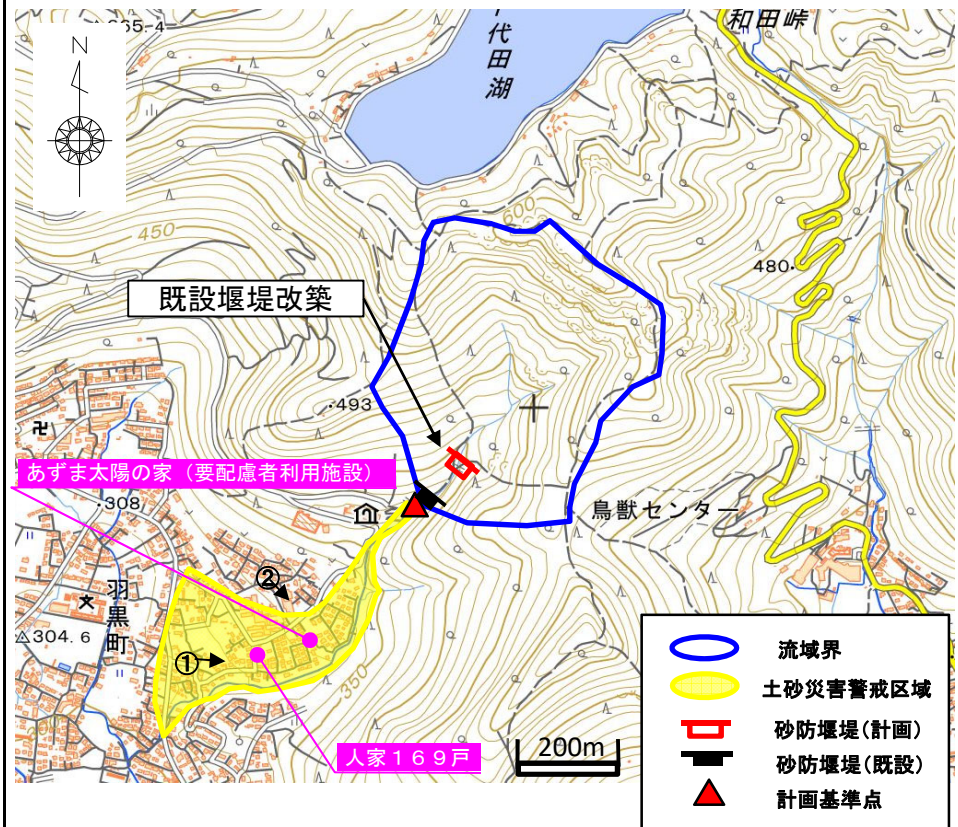 665.4
N
代田湖
和田峠
600
450
480
既設堰堤改築
493
卍
あずま太陽の家（要配慮者利用施設）
308
鳥獣センター
羽黒町
文
②
304.6
①
350
人家１６９戸
200m
流域界
土砂災害警戒区域
砂防堰堤(計画)
砂防堰堤(既設)
計画基準点